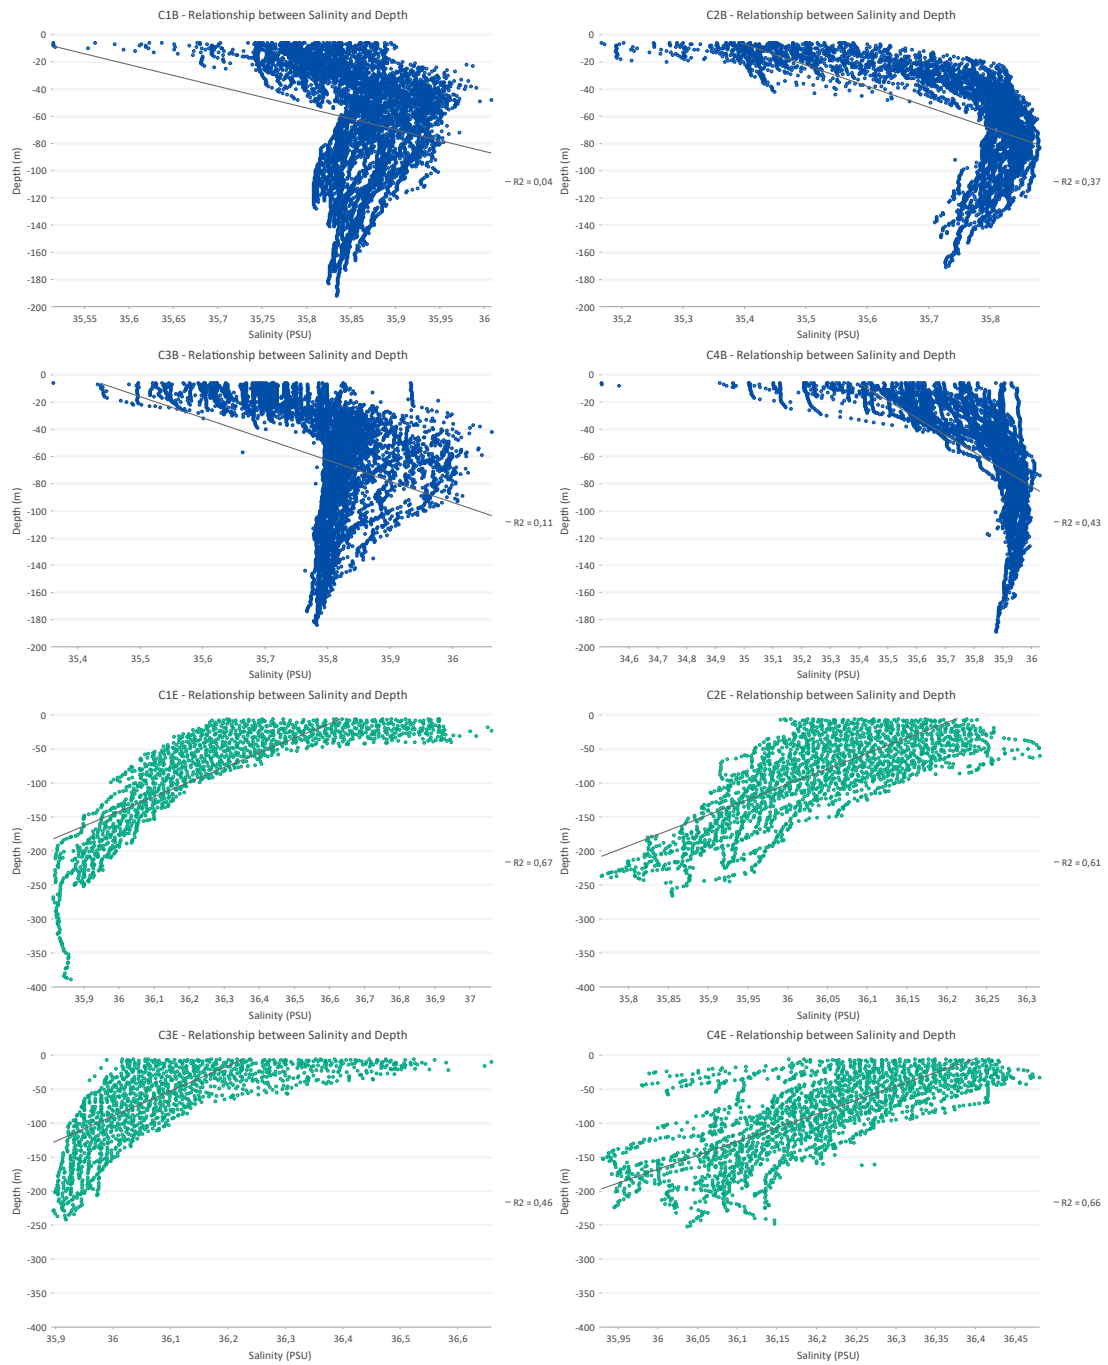 C1B - Relationship between Salinity and Depth
0
-20
-40
-60
-80
-100
-120
-140
-160
-180
-200
Depth (m)
35,55 35,6 35,65 35,7 35,75 35,8 35,85 35,9 35,95 36
Salinity (PSU)
R2 = 0,04
C2B - Relationship between Salinity and Depth
0
-20
-40
-60
-80
-100
-120
-140
-160
-180
-200
Depth (m)
35,2 35,3 35,4 35,5 35,6 35,7 35,8
Salinity (PSU)
R2 = 0,37
C3B - Relationship between Salinity and Depth
0
-20
-40
-60
-80
-100
-120
-140
-160
-180
-200
Depth (m)
35,4 35,5 35,6 35,7 35,8 35,9 36
Salinity (PSU)
R2 = 0,11
C4B - Relationship between Salinity and Depth
0
-20
-40
-60
-80
-100
-120
-140
-160
-180
-200
Depth (m)
34,6 34,7 34,8 34,9 35 35,1 35,2 35,3 35,4 35,5 35,6 35,7 35,8 35,9 36
Salinity (PSU)
R2 = 0,43
C1E - Relationship between Salinity and Depth
0
-50
-100
-150
-200
-250
-300
-350
-400
Depth (m)
35,9 36 36,1 36,2 36,3 36,4 36,5 36,6 36,7 36,8 36,9 37
Salinity (PSU)
R2 = 0,67
C2E - Relationship between Salinity and Depth
0
-50
-100
-150
-200
-250
-300
-350
-400
Depth (m)
35,8 35,85 35,9 35,95 36 36,05 36,1 36,15 36,2 36,25 36,3
Salinity (PSU)
R2 = 0,61
C3E - Relationship between Salinity and Depth
0
-50
-100
-150
-200
-250
-300
-350
-400
Depth (m)
35,9 36 36,1 36,2 36,3 36,4 36,5 36,6
Salinity (PSU)
R2 = 0,46
C4E - Relationship between Salinity and Depth
0
-50
-100
-150
-200
-250
-300
-350
-400
Depth (m)
35,95 36 36,05 36,1 36,15 36,2 36,25 36,3 36,35 36,4 36,45
Salinity (PSU)
R2 = 0,66